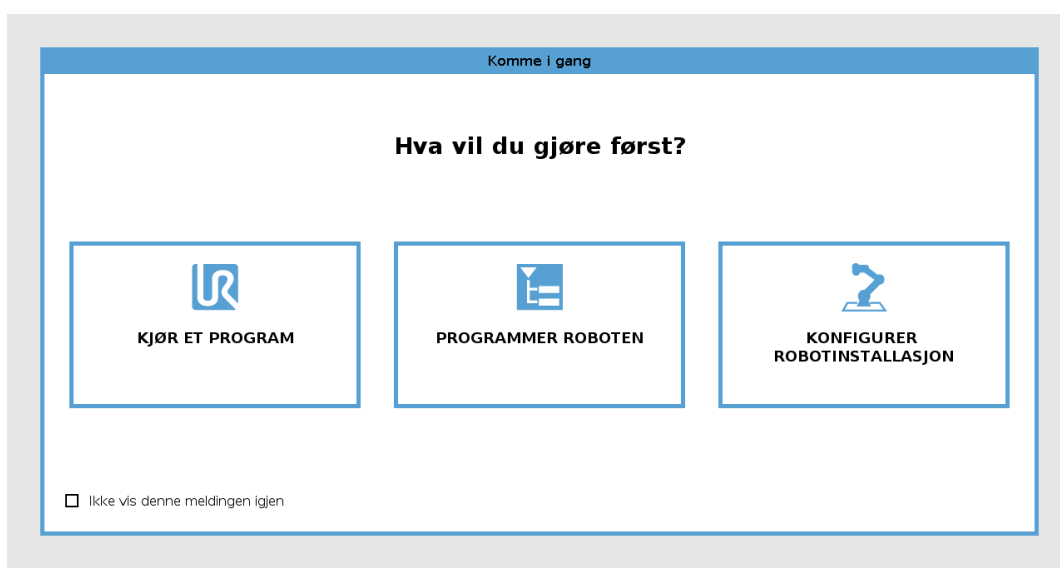 Komme i gang
Hva vil du gjøre først?
KJØR ET PROGRAM
PROGRAMMER ROBOTEN
KONFIGURER
ROBOTINSTALLASJON
Ikke vis denne meldingen igjen